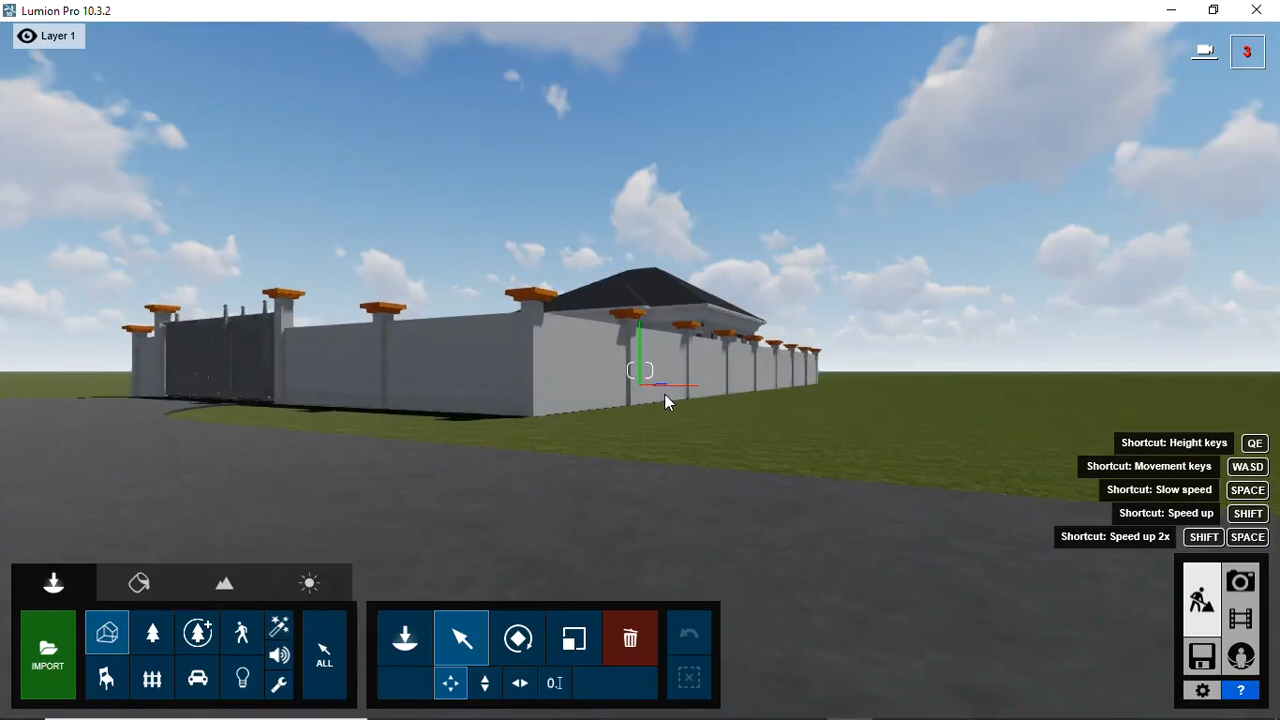 Lumion Pro 10.3.2
Layer 1
3
Shortcut: Height keys QE
Shortcut: Movement keys WASD
Shortcut: Slow speed SPACE
Shortcut: Speed up SHIFT
Shortcut: Speed up 2x SHIFT SPACE
IMPORT
ALL
0.
?